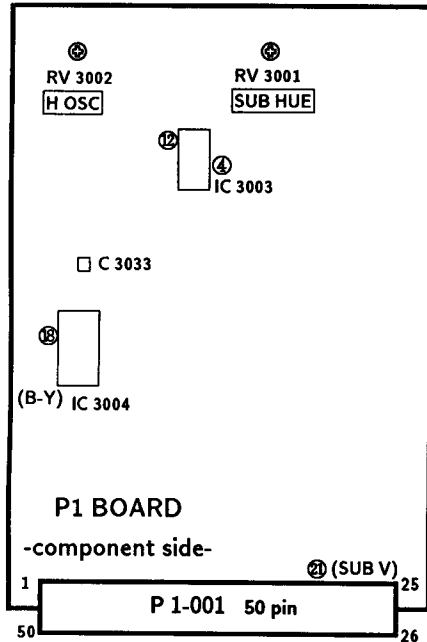 RV 3002 RV 3001
H OSC SUB HUE
⑫
④
IC 3003
C 3033
⑱
(B-Y) IC 3004
P1 BOARD
-component side-
㉑ (SUB V)
1 25
P 1-001 50 pin
50 26